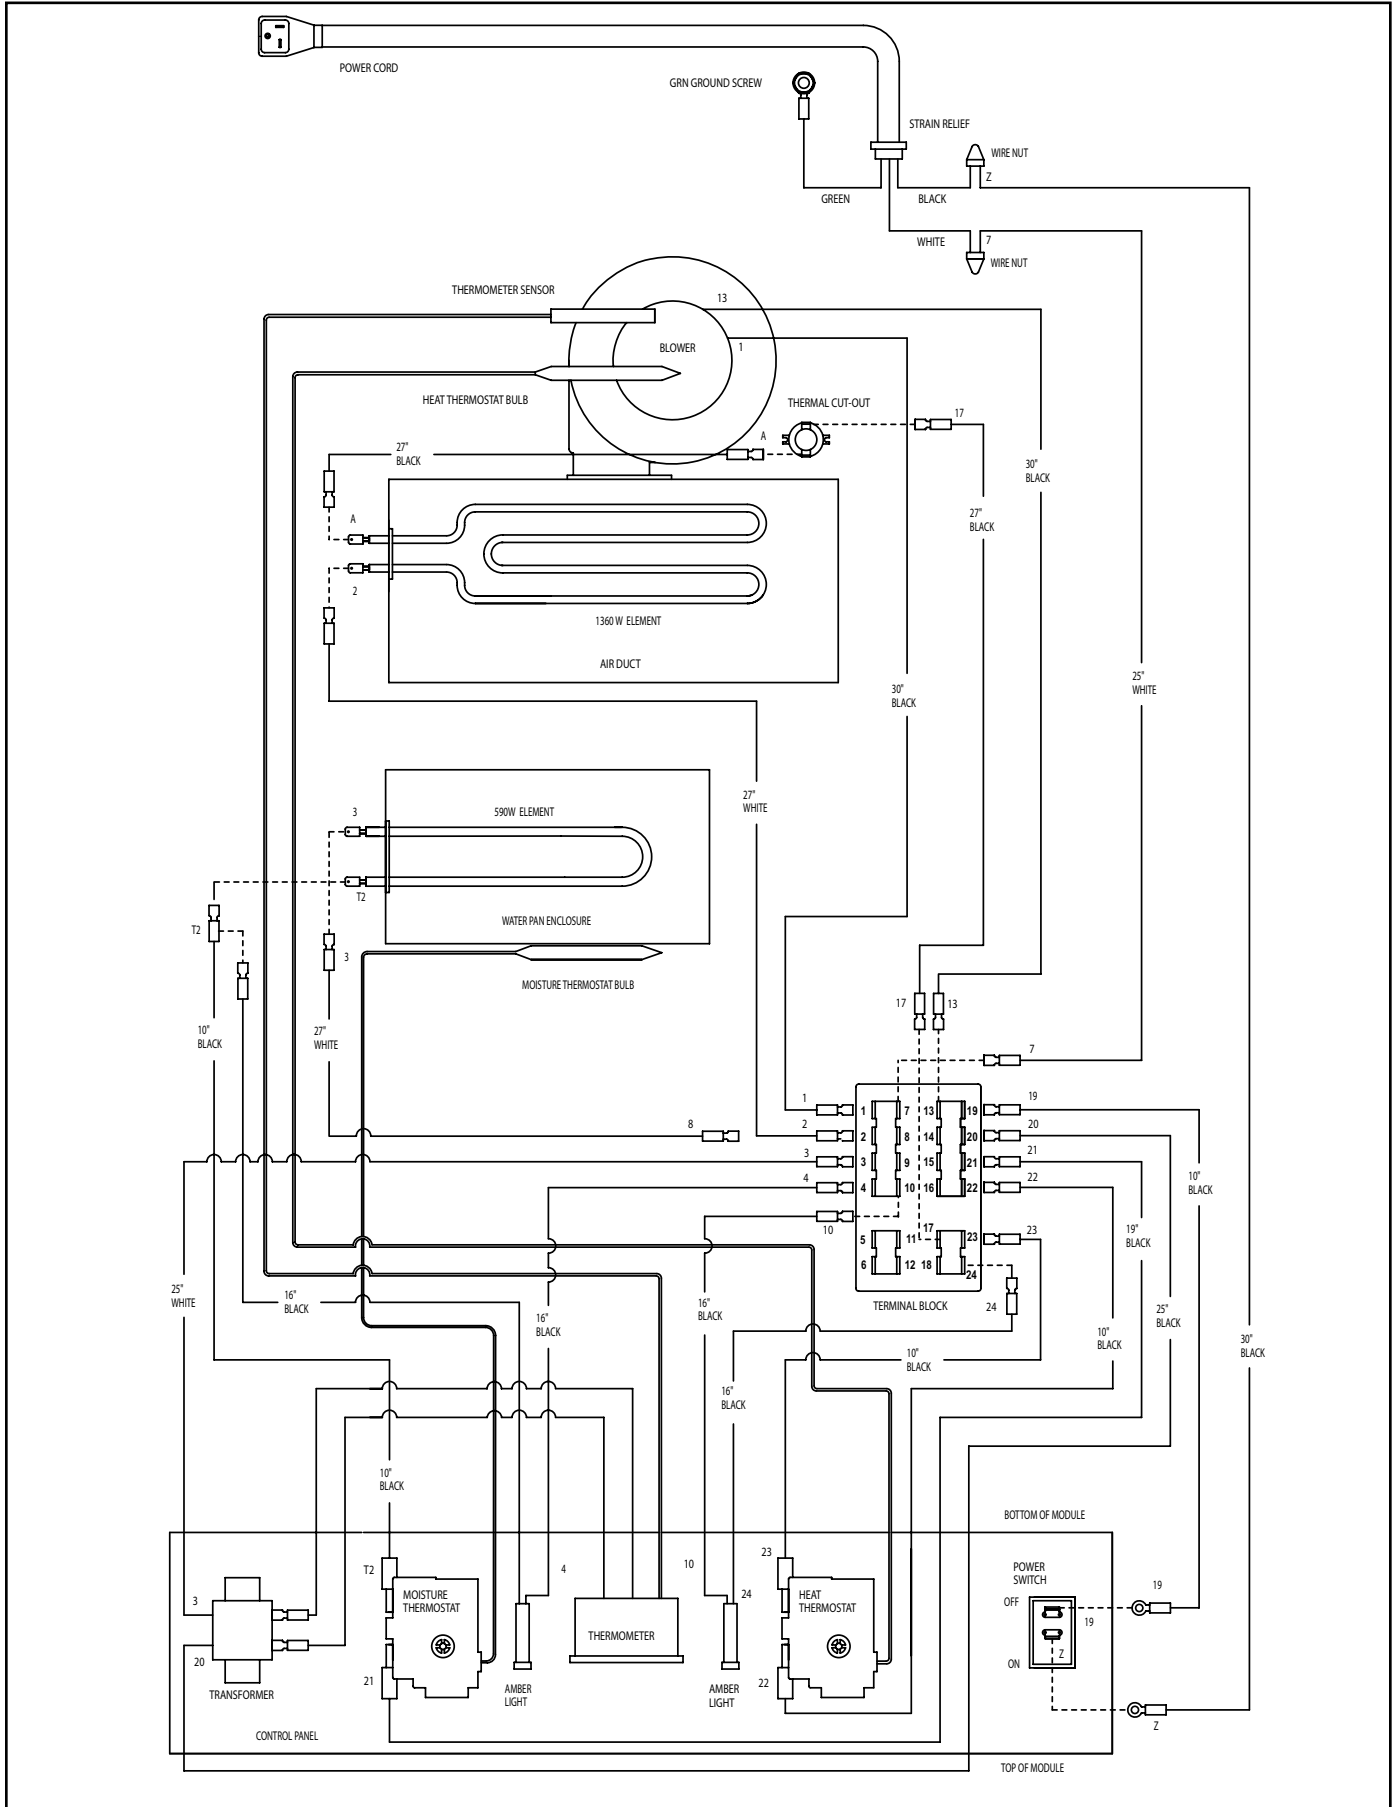 POWER CORD
GRN GROUND SCREW
STRAIN RELIEF
WIRE NUT
Z
GREEN
BLACK
WHITE
7
WIRE NUT
THERMOMETER SENSOR
13
BLOWER
1
HEAT THERMOSTAT BULB
THERMAL CUT-OUT
17
A
27"
BLACK
30"
BLACK
27"
BLACK
A
2
1360 W ELEMENT
AIR DUCT
25"
WHITE
30"
BLACK
27"
WHITE
3
590W ELEMENT
T2
WATER PAN ENCLOSURE
T2
3
MOISTURE THERMOSTAT BULB
17
13
10"
BLACK
27"
WHITE
7
1
19
1
7
13
19
8
2
20
2
8
14
20
3
21
3
9
15
21
4
22
4
10
16
22
10"
BLACK
10
17
23
5
11
23
19"
BLACK
6
12
18
24
25"
WHITE
16"
BLACK
16"
BLACK
16"
BLACK
TERMINAL BLOCK
24
25"
BLACK
10"
BLACK
30"
BLACK
10"
BLACK
16"
BLACK
10"
BLACK
BOTTOM OF MODULE
T2
4
10
23
POWER
SWITCH
3
MOISTURE
THERMOSTAT
24
HEAT
THERMOSTAT
OFF
19
19
THERMOMETER
20
Z
ON
21
22
TRANSFORMER
AMBER
LIGHT
AMBER
LIGHT
Z
CONTROL PANEL
TOP OF MODULE